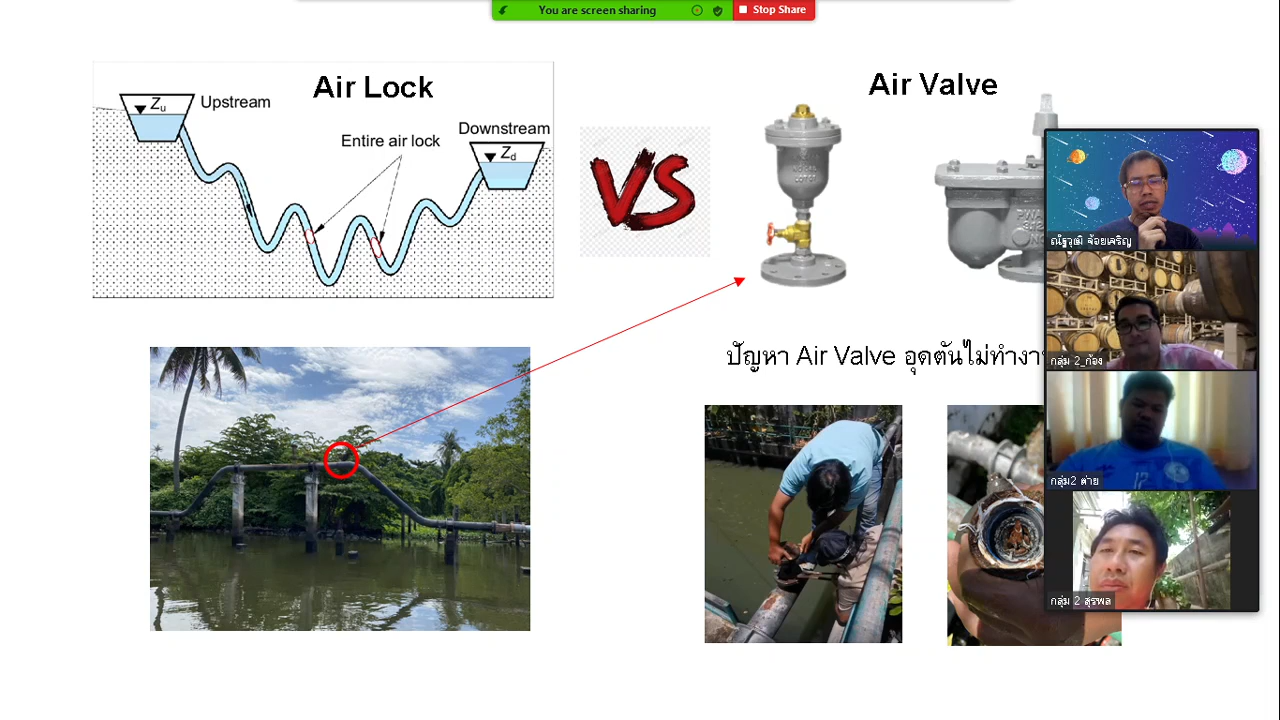 You are screen sharing
Stop Share
Air Lock
Air Valve
Zu
Upstream
Entire air lock
Downstream
Zd
VS
ปัญหา Air Valve อุดตันไม่ทำงา
ณัฐวุฒิ จ้อยเจริญ
กลุ่ม 2_ก้อง
กลุ่ม2 ต่าย
กลุ่ม 2 สุรพล